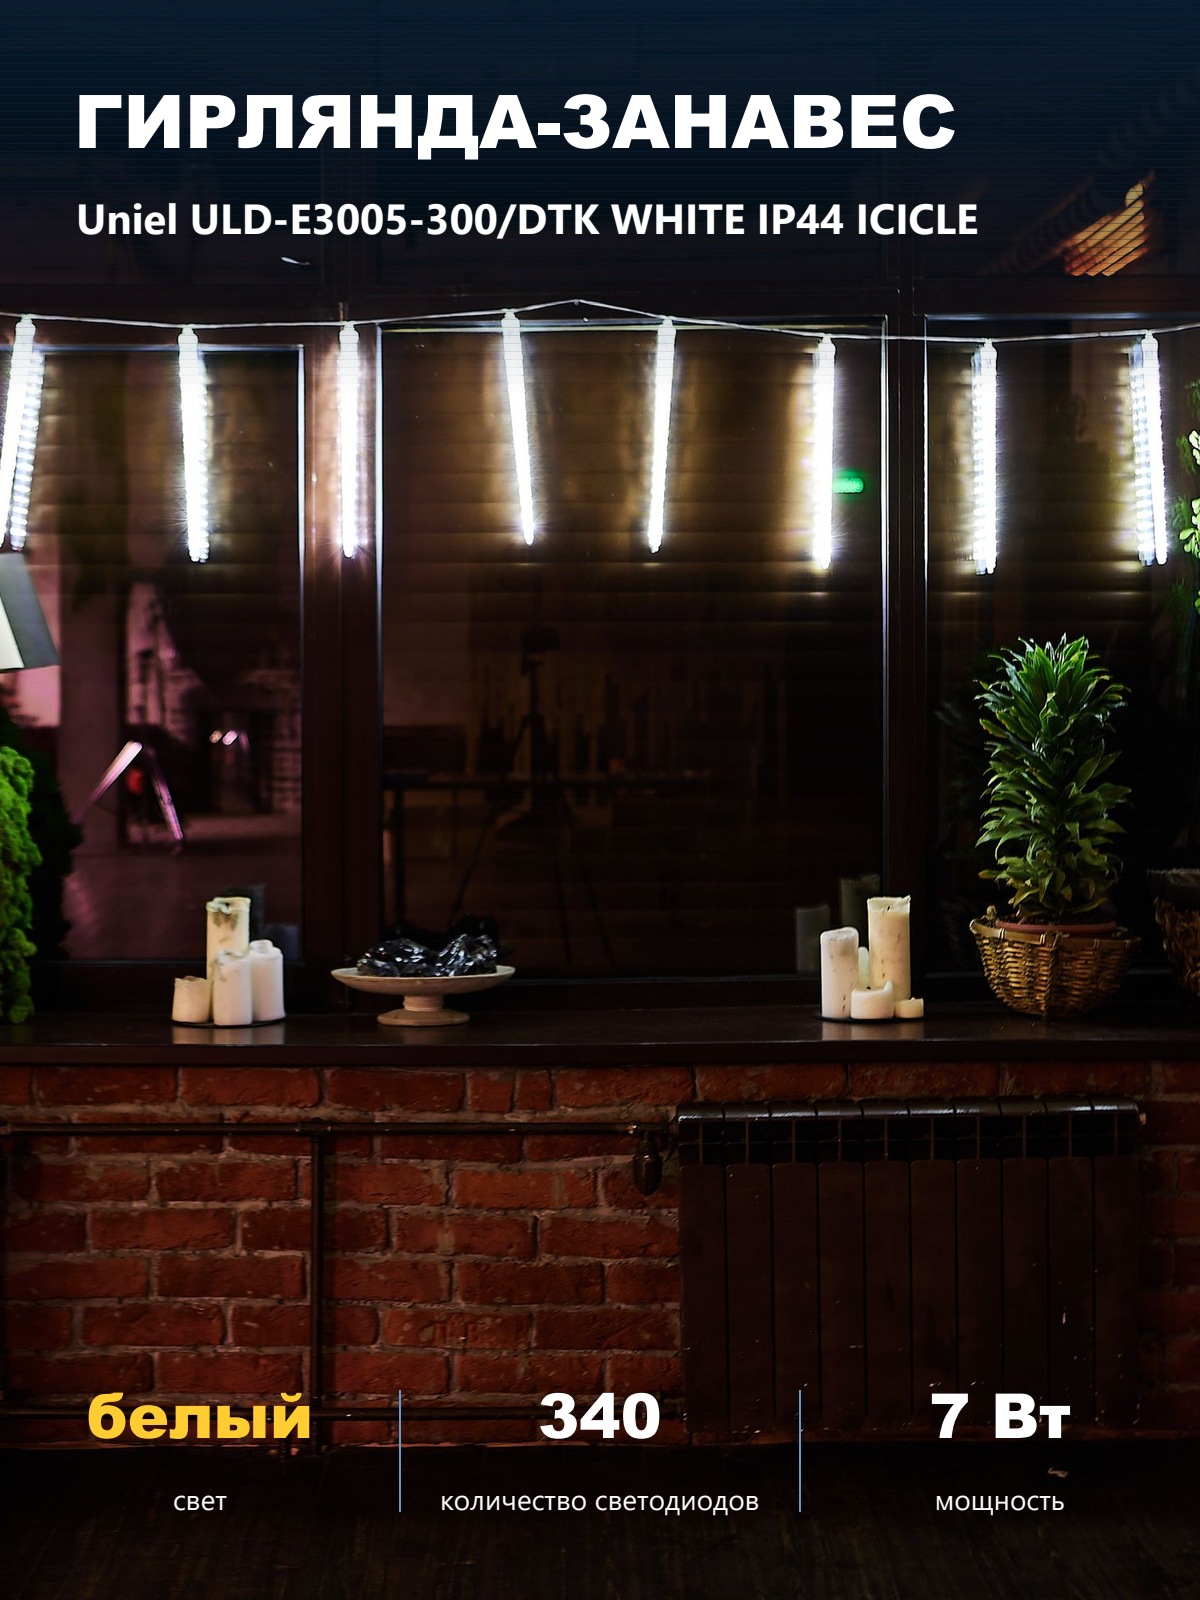 ГИРЛЯНДА-ЗАНАВЕС
Uniel ULD-E3005-300/DTK WHITE IP44 ICICLE
белый
свет
340
количество светодиодов
7 Вт
мощность